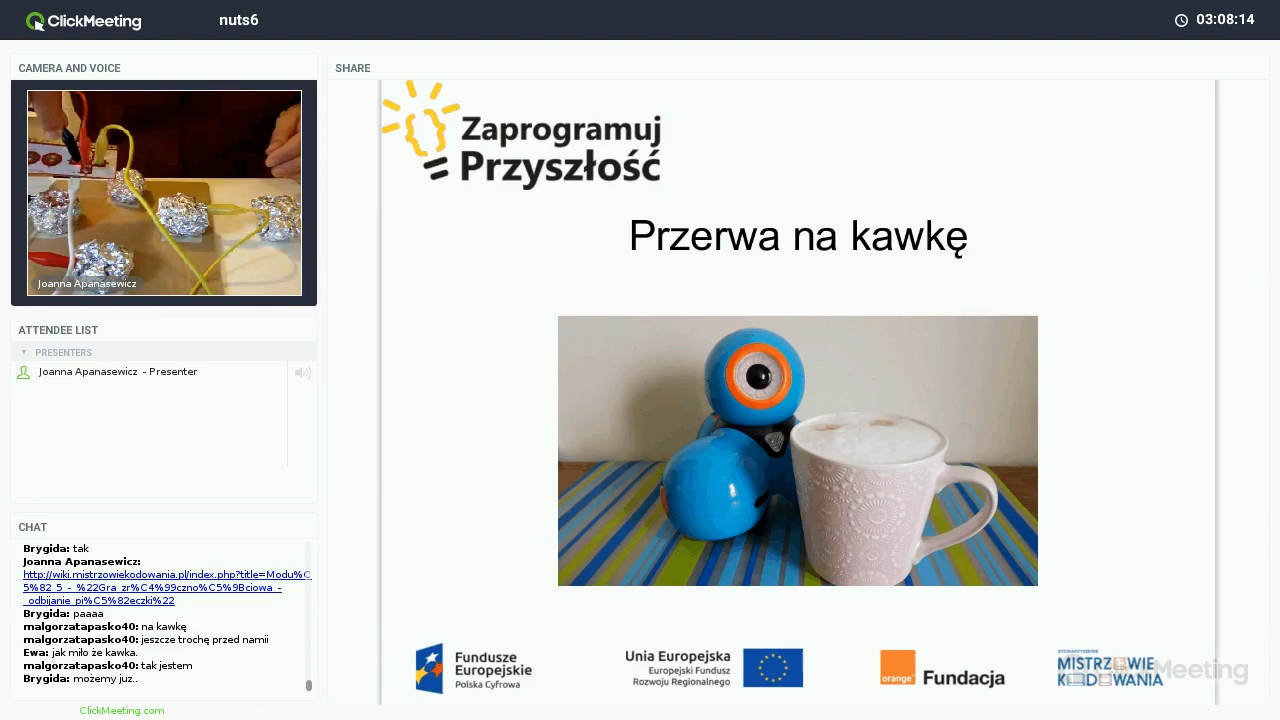 ClickMeeting
nuts6
03:08:14
CAMERA AND VOICE
Joanna Apanasewicz
ATTENDEE LIST
PRESENTERS
Joanna Apanasewicz - Presenter
CHAT
Brygida: tak
Joanna Apanasewicz:
http://wiki.mistrzowiekodowania.pl/index.php?title=Modu%C
5%82_5_-_%22Gra_zr%C4%99czno%C5%9Bciowa_-
_odbijanie_pi%C5%82eczki%22
Brygida: paaaa
malgorzatapasko40: na kawkę
malgorzatapasko40: jeszcze trochę przed namii
Ewa: jak miło że kawka.
malgorzatapasko40: tak jestem
Brygida: możemy juz..
ClickMeeting.com
SHARE
Zaprogramuj
Przyszłość
Przerwa na kawkę
Fundusze
Europejskie
Polska Cyfrowa
Unia Europejska
Europejski Fundusz
Rozwoju Regionalnego
orange
Fundacja
STOWARZYSZENIE
MISTRZOWIE
KODOWANIA
ClickMeeting